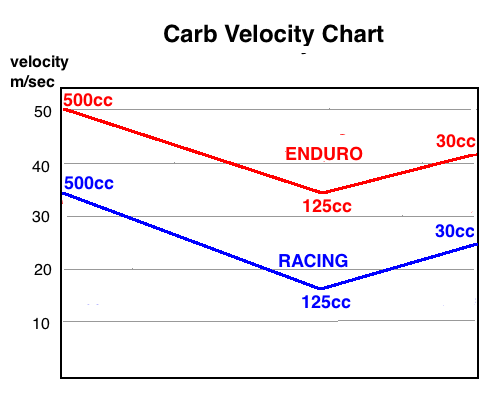 Carb Velocity Chart
velocity
m/sec
500cc
50
ENDURO
30cc
40
500cc
125cc
30
30cc
RACING
20
125cc
10